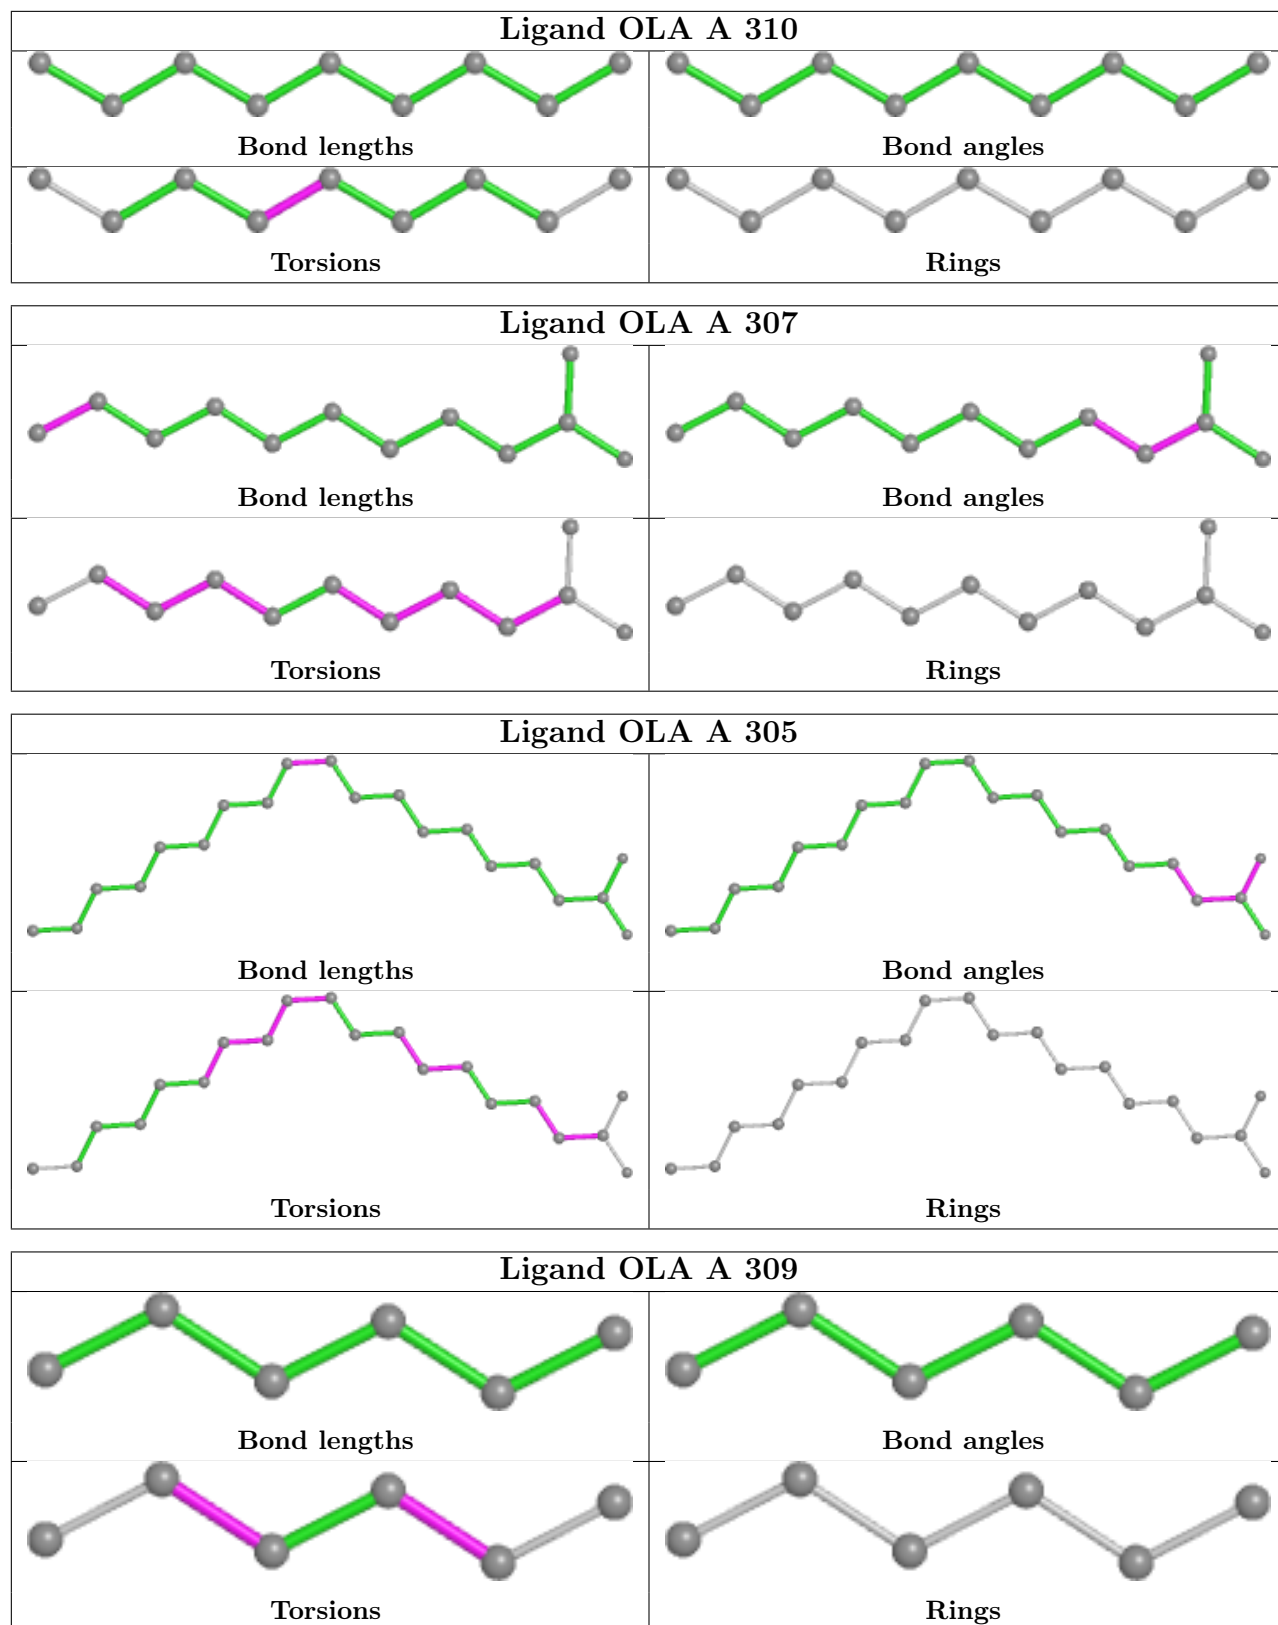 Ligand OLA A 310
Bond lengths
Bond angles
Torsions
Rings
Ligand OLA A 307
Bond lengths
Bond angles
Torsions
Rings
Ligand OLA A 305
Bond lengths
Bond angles
Torsions
Rings
Ligand OLA A 309
Bond lengths
Bond angles
Torsions
Rings